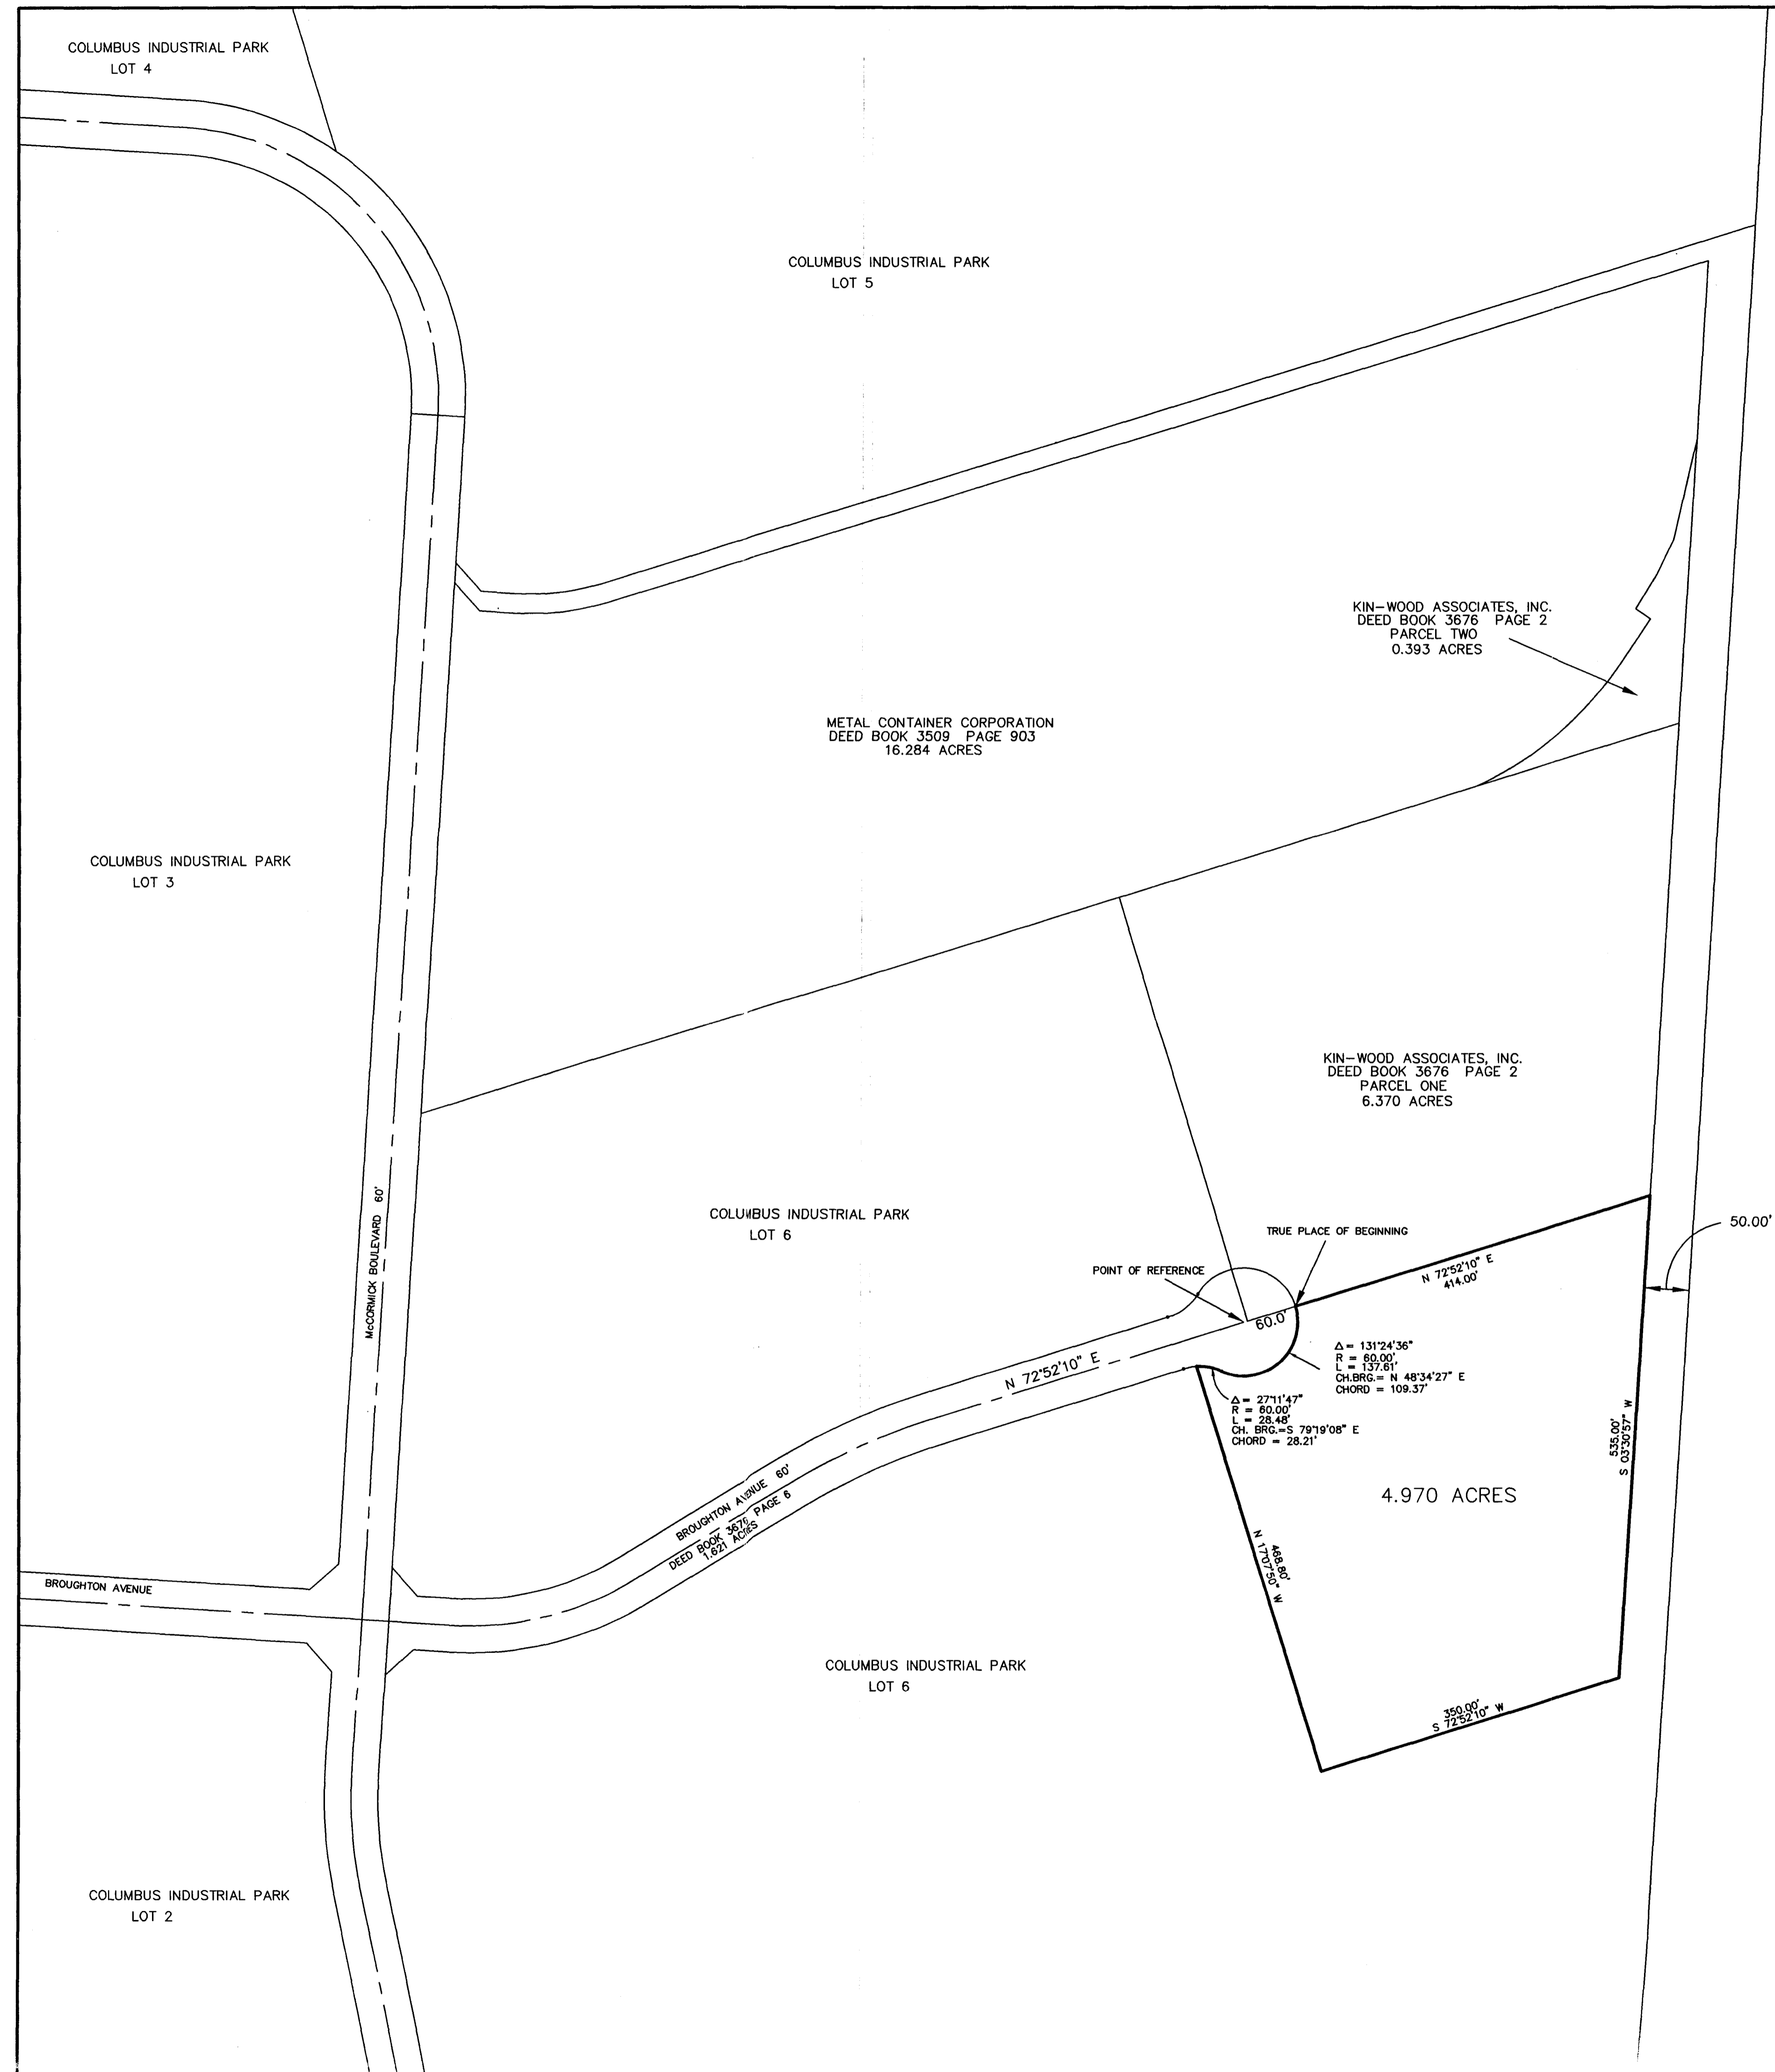 COLUMBUS INDUSTRIAL PARK
LOT 4
COLUMBUS INDUSTRIAL PARK
LOT 5
KIN-WOOD ASSOCIATES, INC.
DEED BOOK 3676 PAGE 2
PARCEL TWO
0.393 ACRES
METAL CONTAINER CORPORATION
DEED BOOK 3509 PAGE 903
16.284 ACRES
COLUMBUS INDUSTRIAL PARK
LOT 3
KIN-WOOD ASSOCIATES, INC.
DEED BOOK 3676 PAGE 2
PARCEL ONE
6.370 ACRES
McCORMICK BOULEVARD 60'
COLUMBUS INDUSTRIAL PARK
LOT 6
TRUE PLACE OF BEGINNING
50.00'
POINT OF REFERENCE
N 72°52'10" E
414.00'
60.0'
N 72°52'10" E
Δ = 131°24'36"
R = 60.00'
L = 137.61'
CH.BRG.= N 48°34'27" E
CHORD = 109.37'
Δ = 27°11'47"
R = 60.00'
L = 28.48'
CH. BRG.=S 79°19'08" E
CHORD = 28.21'
535.00'
S 03°30'57" W
4.970 ACRES
BROUGHTON AVENUE 60'
DEED BOOK 3676 PAGE 6
1.621 ACRES
468.80'
N 17°07'50" W
BROUGHTON AVENUE
COLUMBUS INDUSTRIAL PARK
LOT 6
350.00'
S 72°52'10" W
COLUMBUS INDUSTRIAL PARK
LOT 2